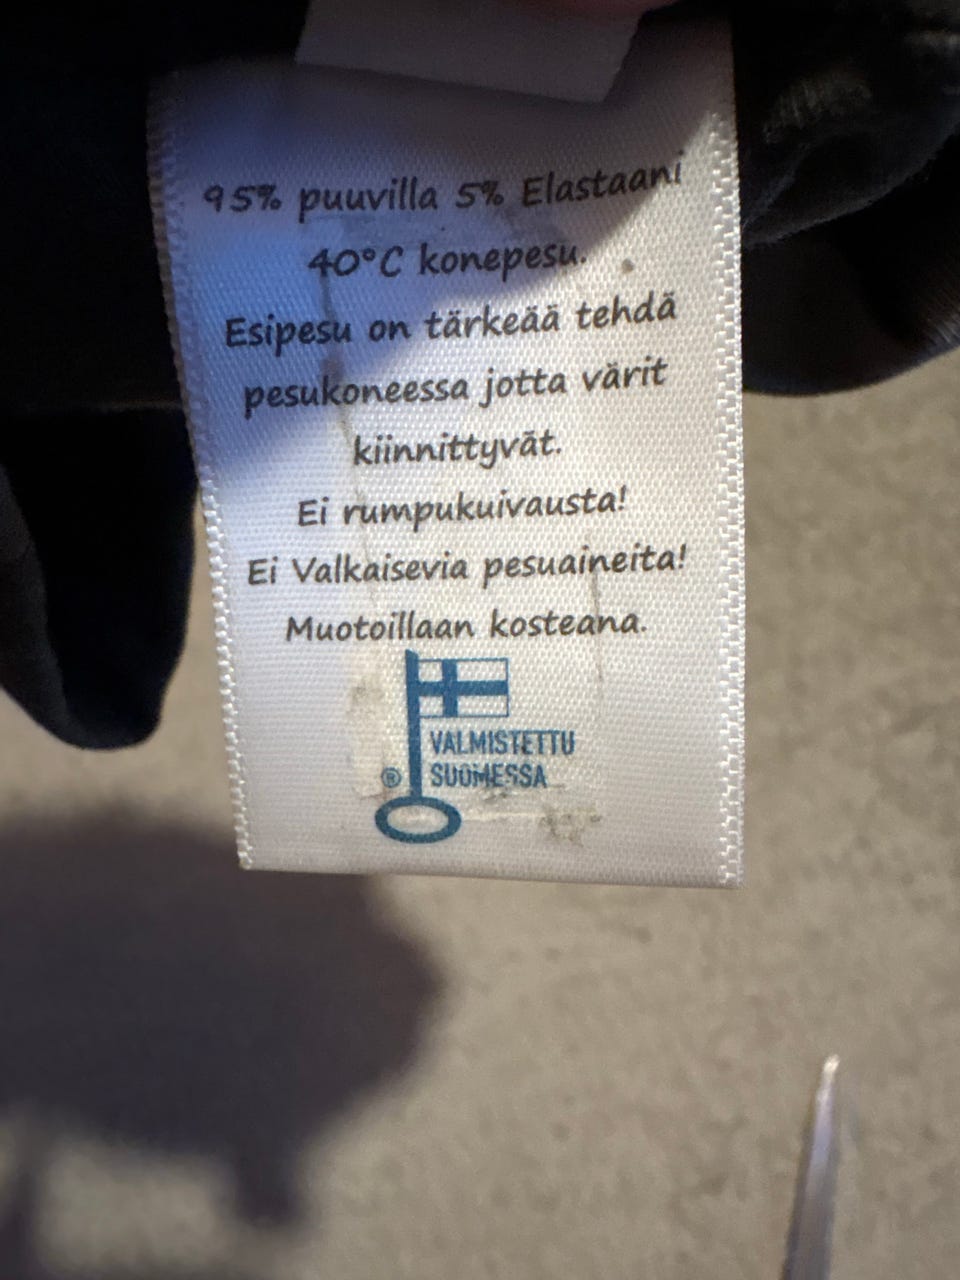 95% puuvilla 5% Elastaani
40°C konepesu.
Esipesu on tärkeää tehdä
pesukoneessa jotta värit
kiinnittyvät.
Ei rumpukuivausta!
Ei Valkaisevia pesuaineita!
Muotoillaan kosteana.
VALMISTETTU
® SUOMESSA